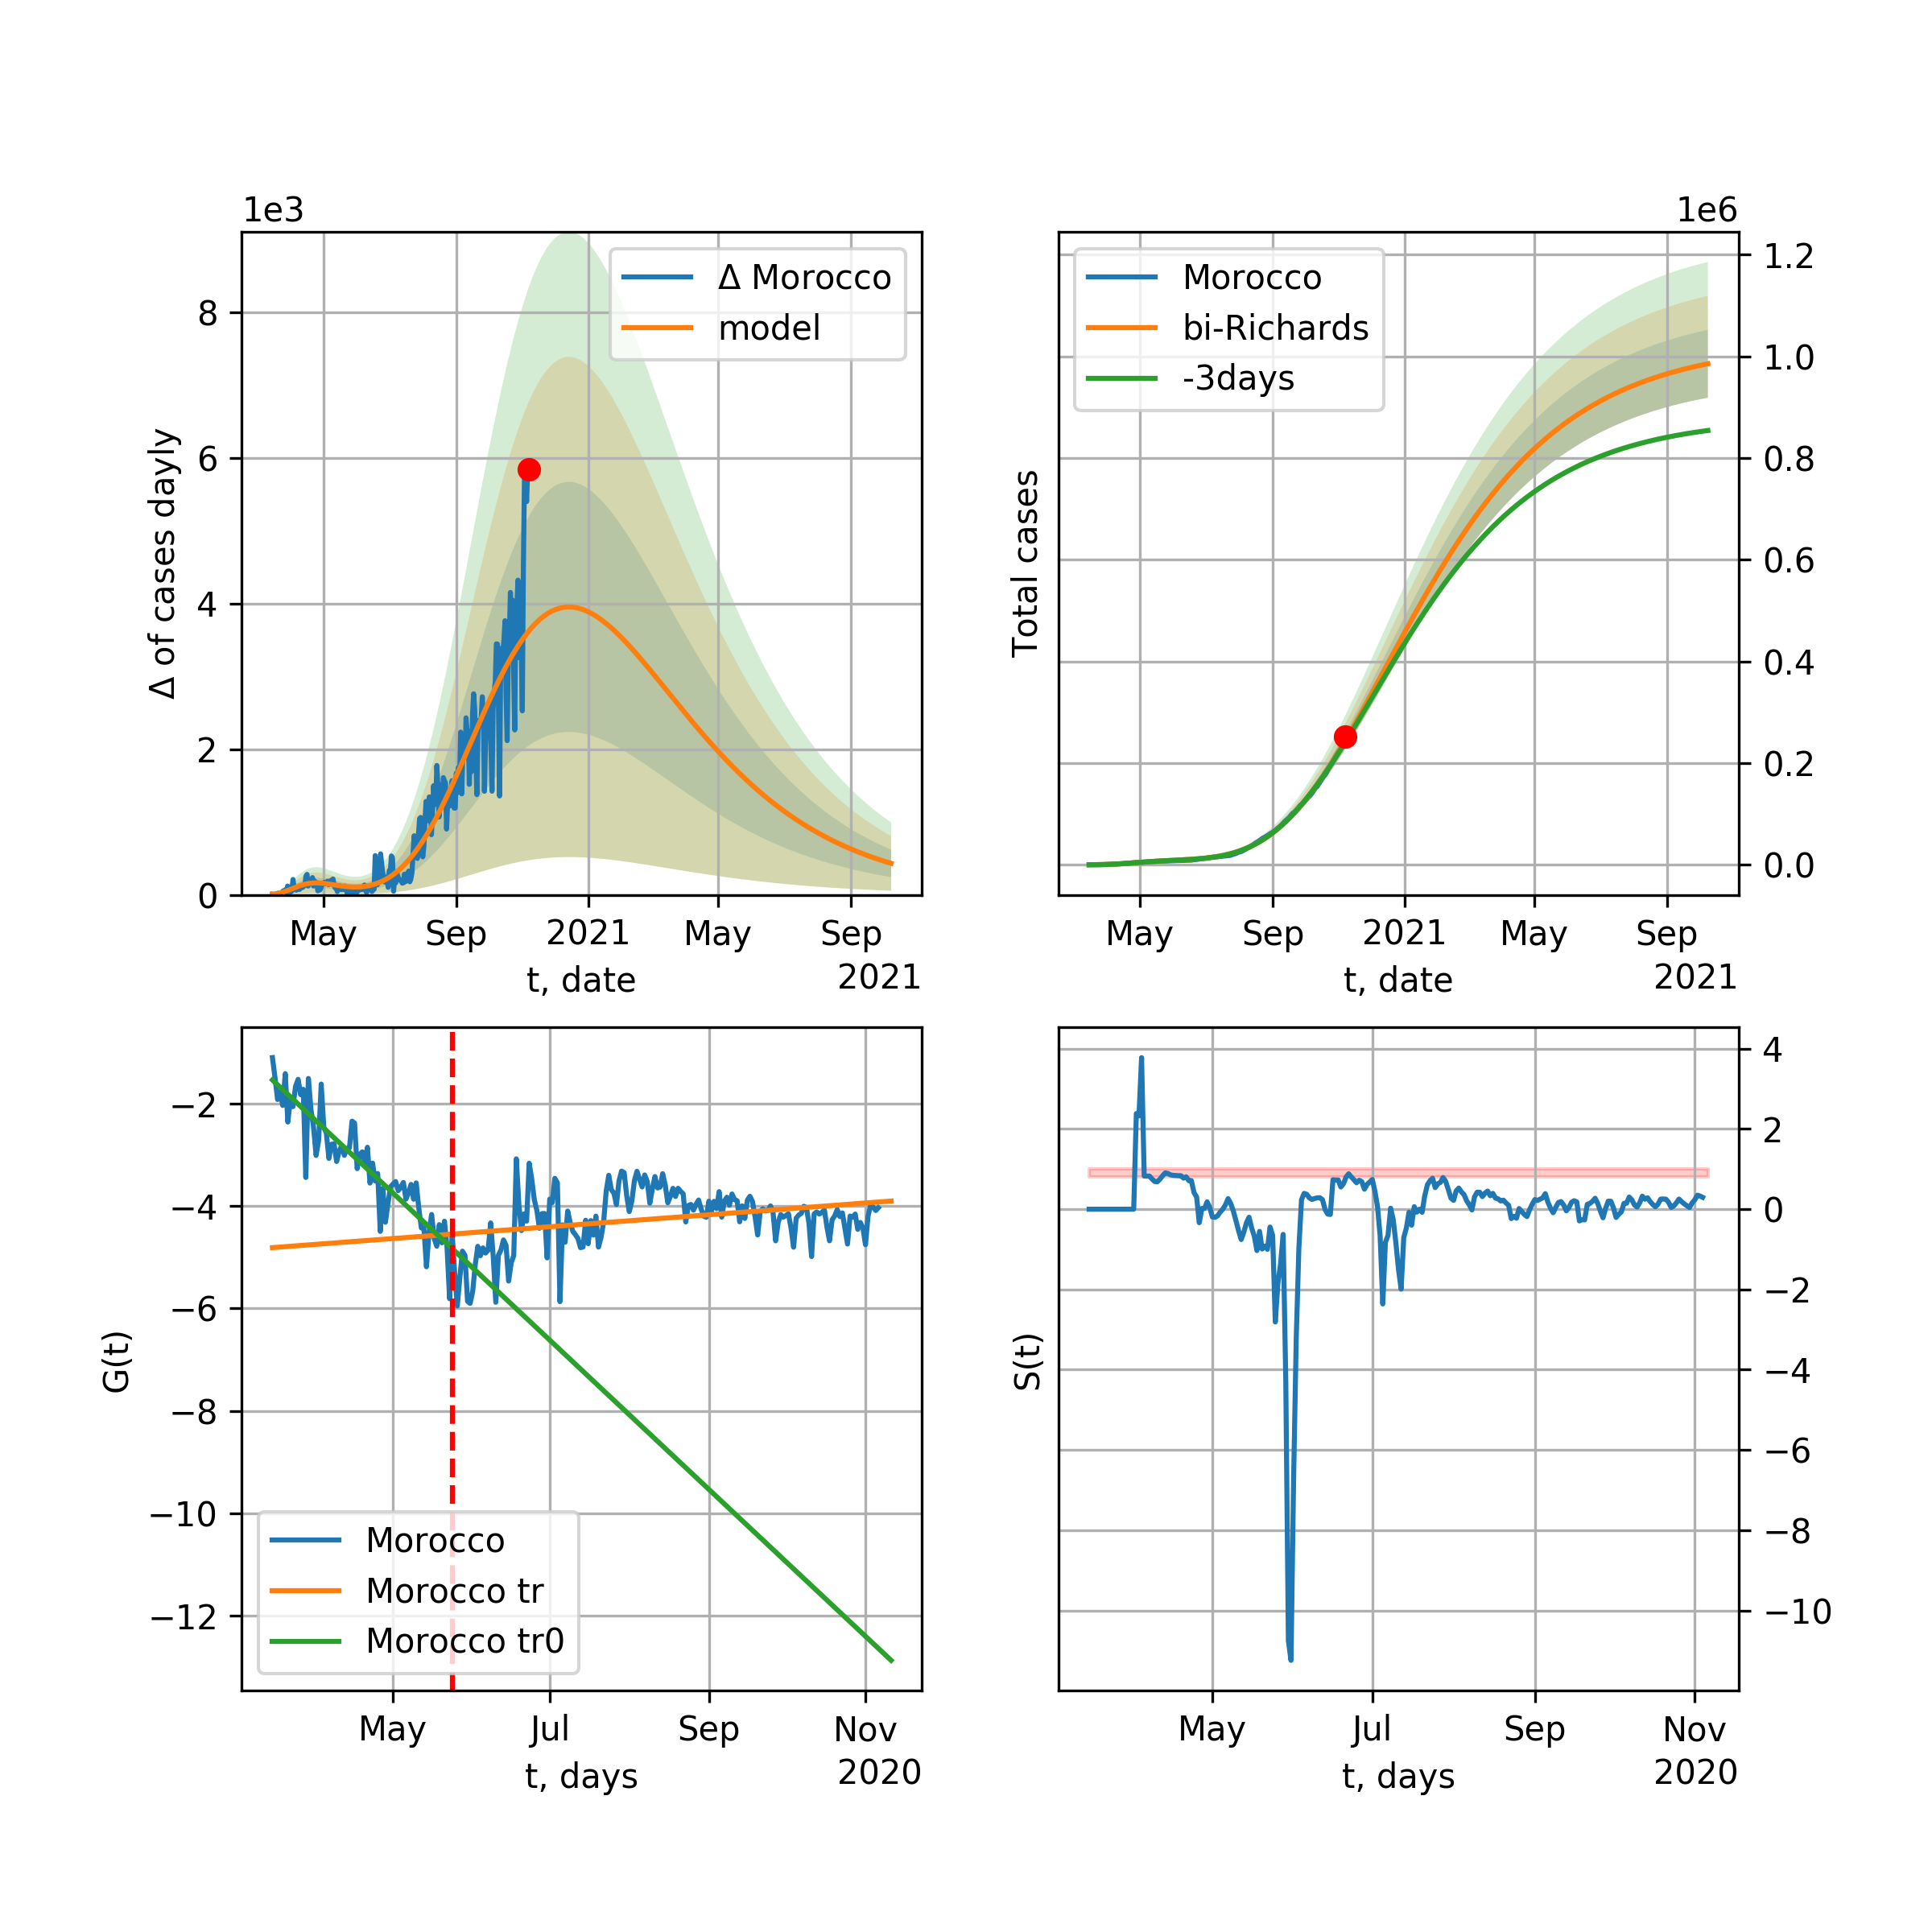 1e3
Δ of cases dayly
8
6
4
2
0
Δ Morocco
model
May
Sep
2021
May
Sep
t, date
2021
1e6
Total cases
Morocco
bi-Richards
-3days
1.2
1.0
0.8
0.6
0.4
0.2
0.0
May
Sep
2021
May
Sep
t, date
2021
G(t)
−2
−4
−6
−8
−10
−12
Morocco
Morocco tr
Morocco tr0
May
Jul
Sep
Nov
t, days
2020
S(t)
4
2
0
−2
−4
−6
−8
−10
May
Jul
Sep
Nov
t, days
2020